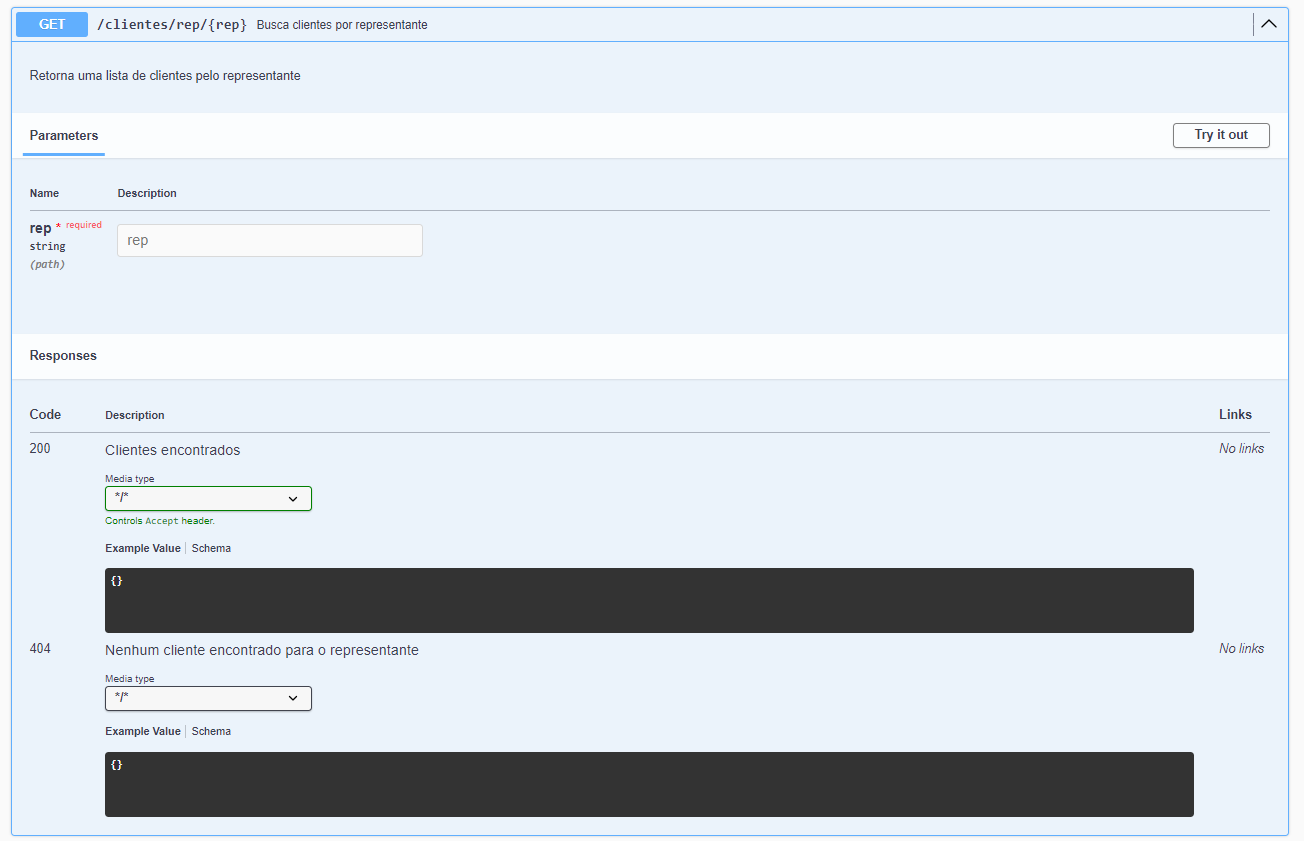 GET /clientes/rep/{rep} Busca clientes por representante
Retorna uma lista de clientes pelo representante
Parameters
Try it out
Name Description
rep * required
string
(path)
rep
Responses
Code Description Links
200 Clientes encontrados No links
Media type
*/*
Controls Accept header.
Example Value Schema
{}
404 Nenhum cliente encontrado para o representante No links
Media type
*/*
Example Value Schema
{}